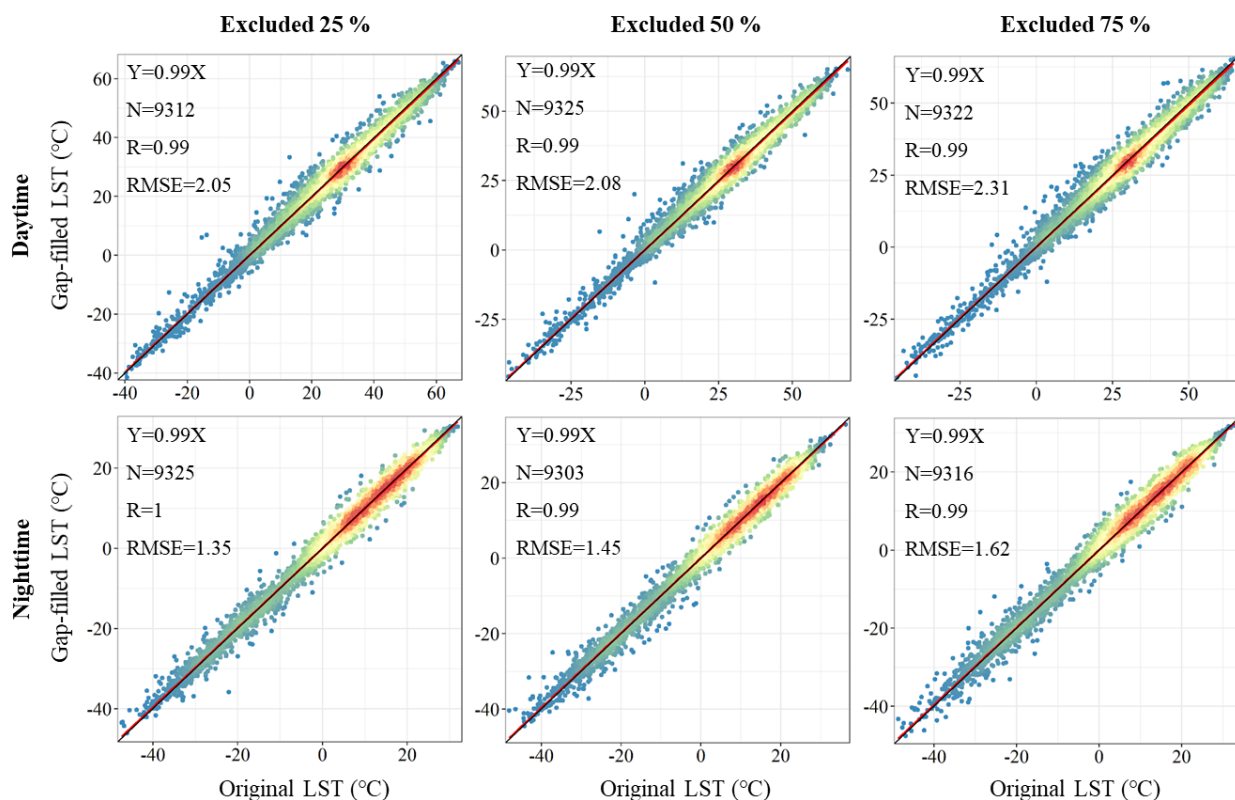 Excluded 25 %
Excluded 50 %
Excluded 75 %
Daytime
Gap-filled LST (°C)
Y=0.99X
N=9312
R=0.99
RMSE=2.05
60
40
20
0
-20
-40
-40
-20
0
20
40
60
Y=0.99X
N=9325
R=0.99
RMSE=2.08
50
25
0
-25
-25
0
25
50
Y=0.99X
N=9322
R=0.99
RMSE=2.31
50
25
0
-25
-25
0
25
50
Nighttime
Gap-filled LST (°C)
Y=0.99X
N=9325
R=1
RMSE=1.35
20
0
-20
-40
-40
-20
0
20
Original LST (°C)
Y=0.99X
N=9303
R=0.99
RMSE=1.45
20
0
-20
-40
-40
-20
0
20
Original LST (°C)
Y=0.99X
N=9316
R=0.99
RMSE=1.62
20
0
-20
-40
-40
-20
0
20
Original LST (°C)